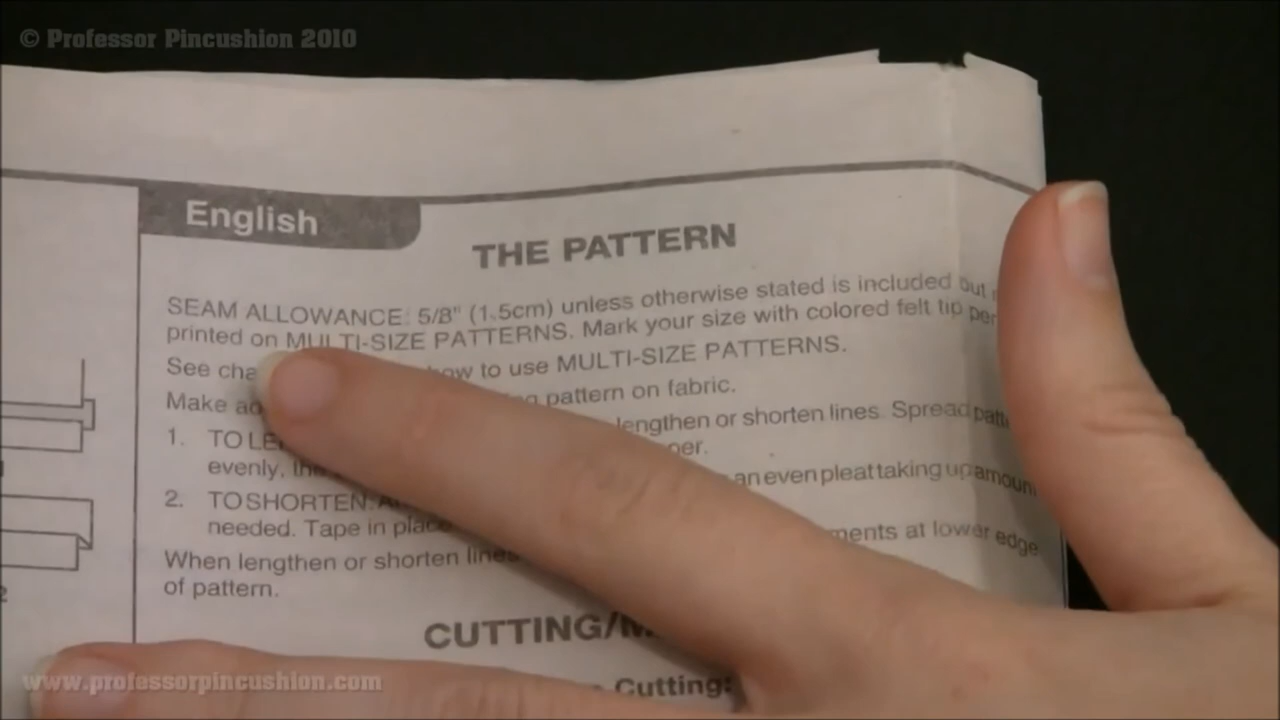 © Professor Pincushion 2010
English
THE PATTERN
SEAM ALLOWANCE: 5/8" (1.5cm) unless otherwise stated is included but
printed on MULTI-SIZE PATTERNS. Mark your size with colored felt tip
See how to use MULTI-SIZE PATTERNS.
Make pattern on fabric.
lengthen or shorten lines. Spread
1. TO
evenly,
an even pleat taking up amount
2. TO SHORTEN:
needed. Tape in place
at lower edge
When lengthen or shorten lines
of pattern.
CUTTING/
Cutting:
www.professorpincushion.com